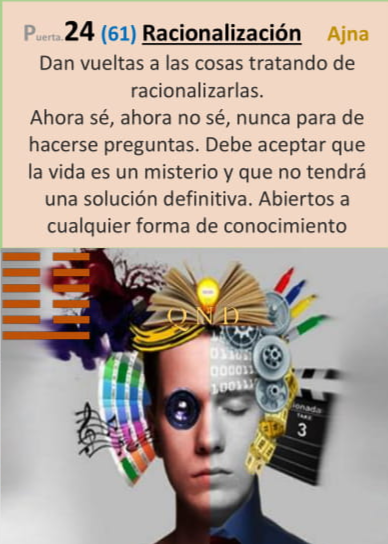 Puerta.24 (61) Racionalización Ajna
Dan vueltas a las cosas tratando de
racionalizarlas.
Ahora sé, ahora no sé, nunca para de
hacerse preguntas. Debe aceptar que
la vida es un misterio y que no tendrá
una solución definitiva. Abiertos a
cualquier forma de conocimiento
QND
TAKE
3